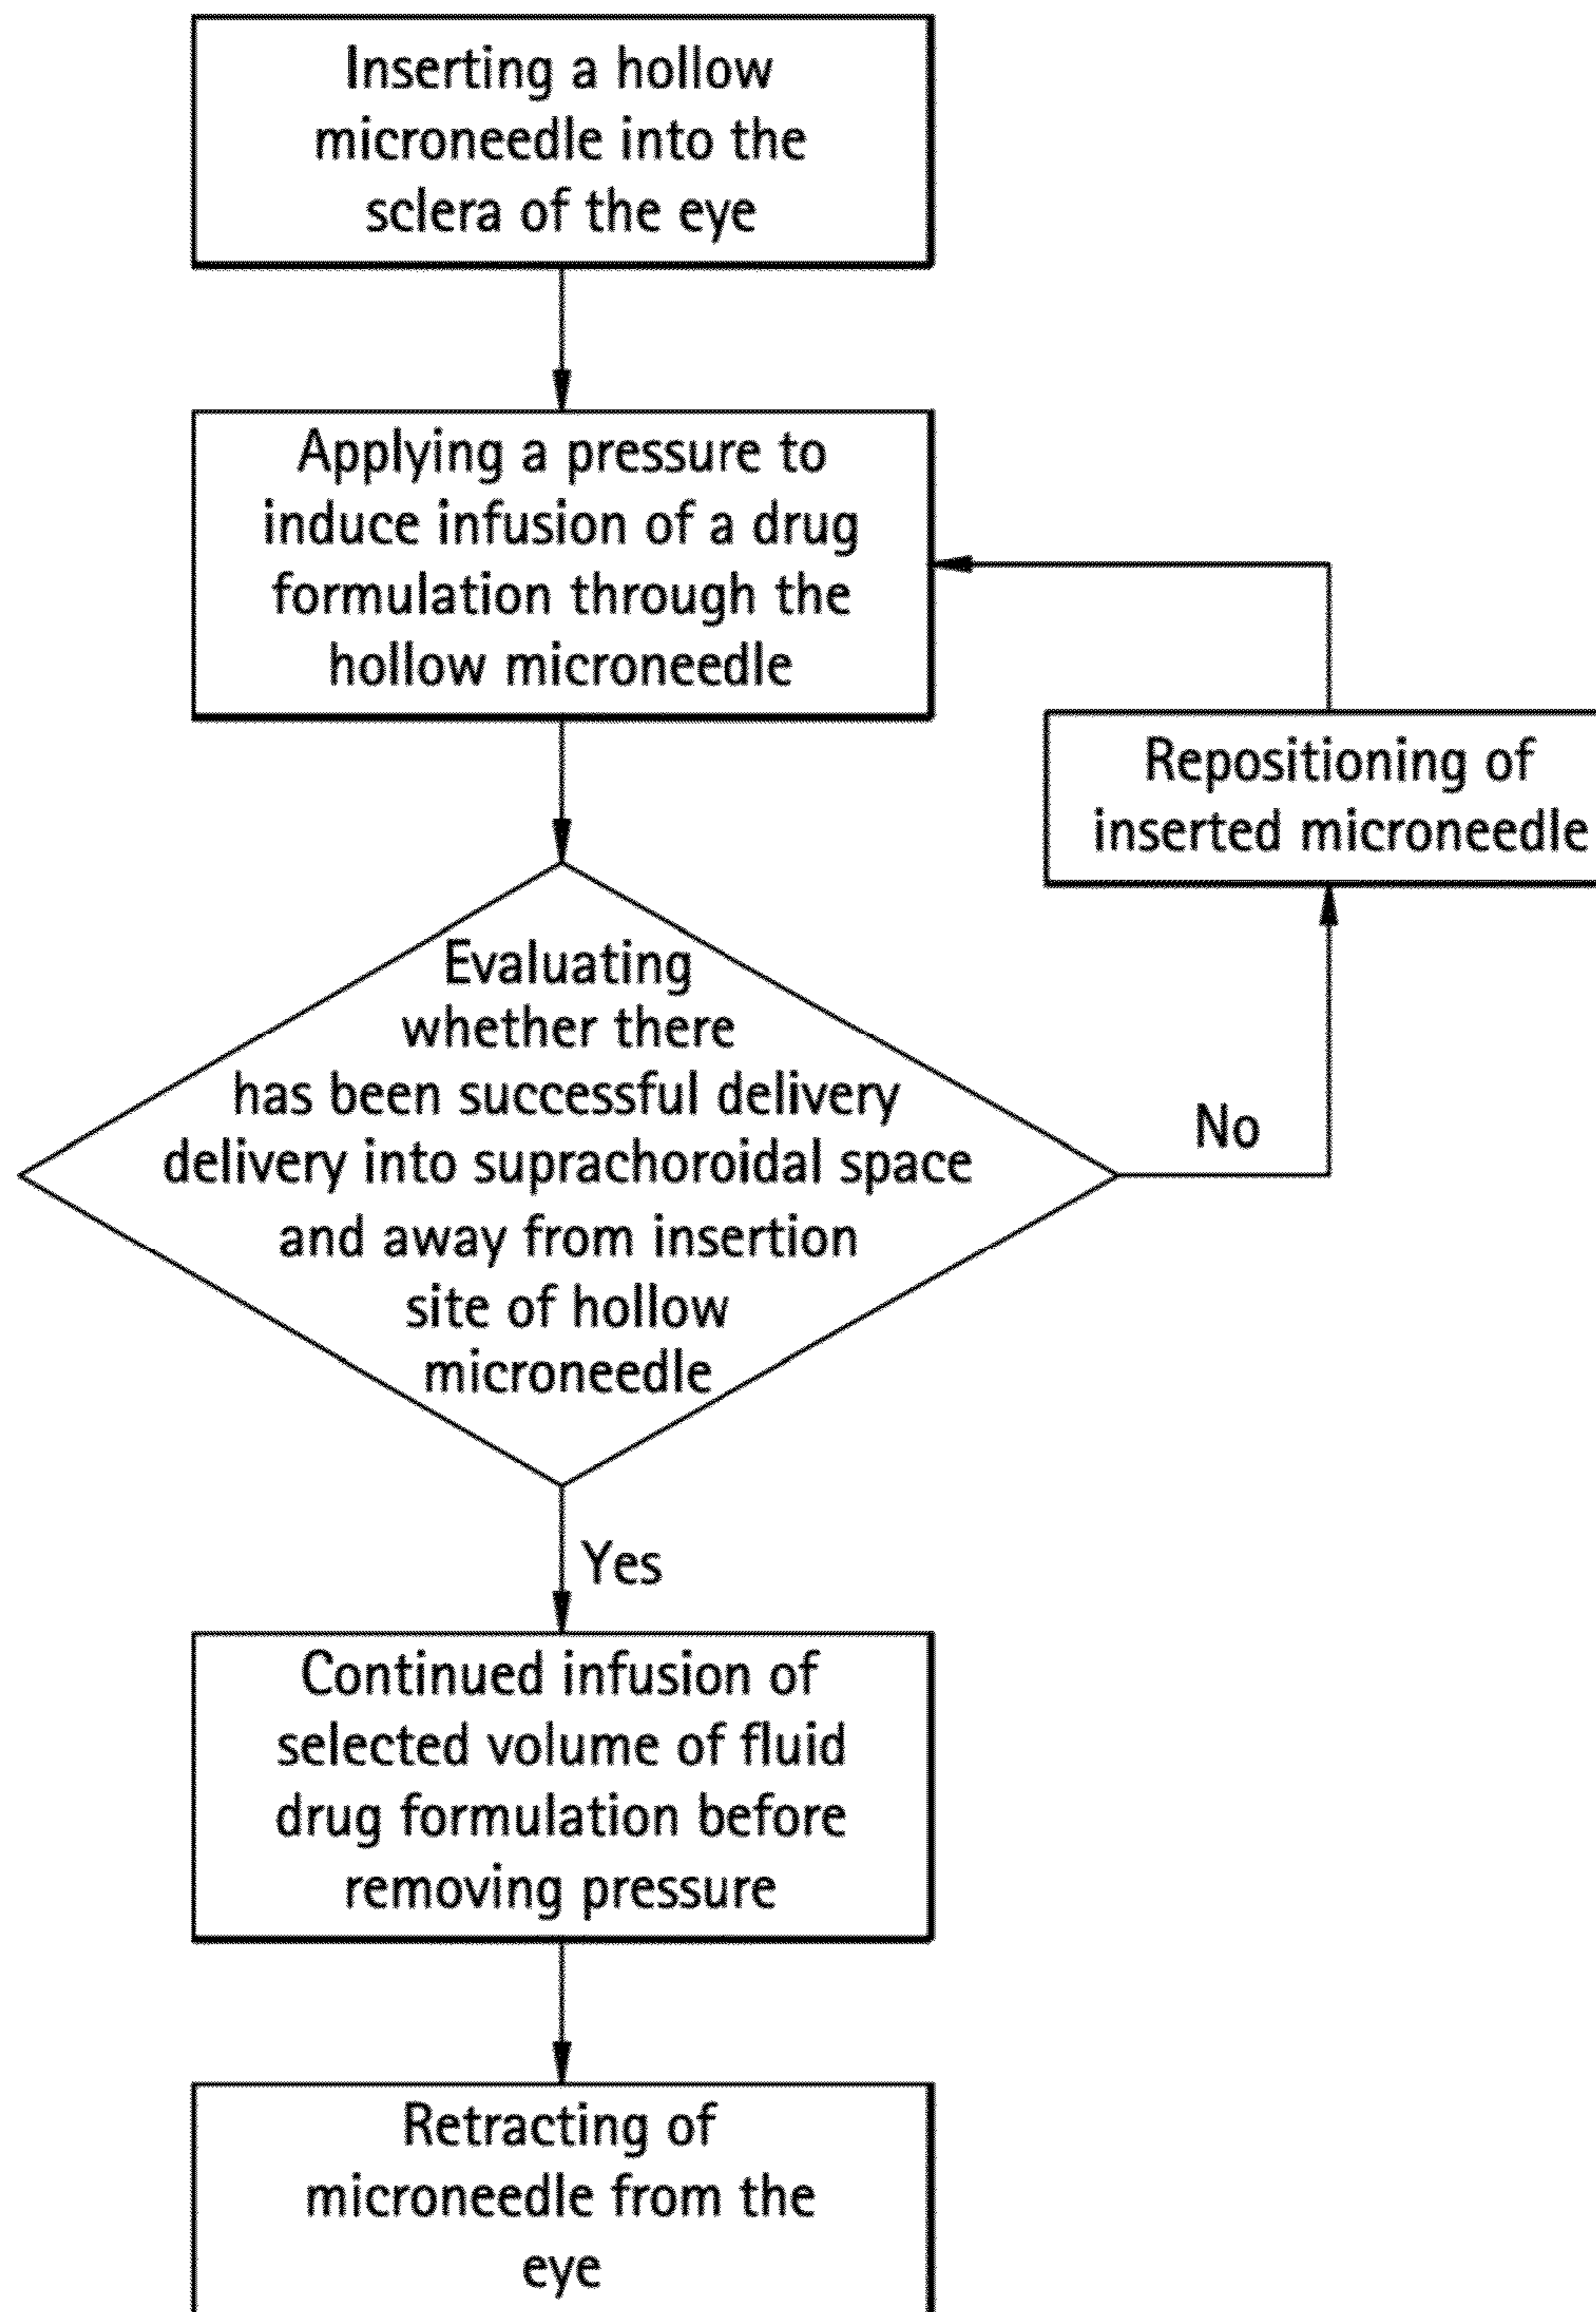 Inserting a hollow
microneedle into the
sclera of the eye
Applying a pressure to
induce infusion of a drug
formulation through the
hollow microneedle
Repositioning of
inserted microneedle
Evaluating
whether there
has been successful delivery
delivery into suprachoroidal space
and away from insertion
site of hollow
microneedle
No
Yes
Continued infusion of
selected volume of fluid
drug formulation before
removing pressure
Retracting of
microneedle from the
eye